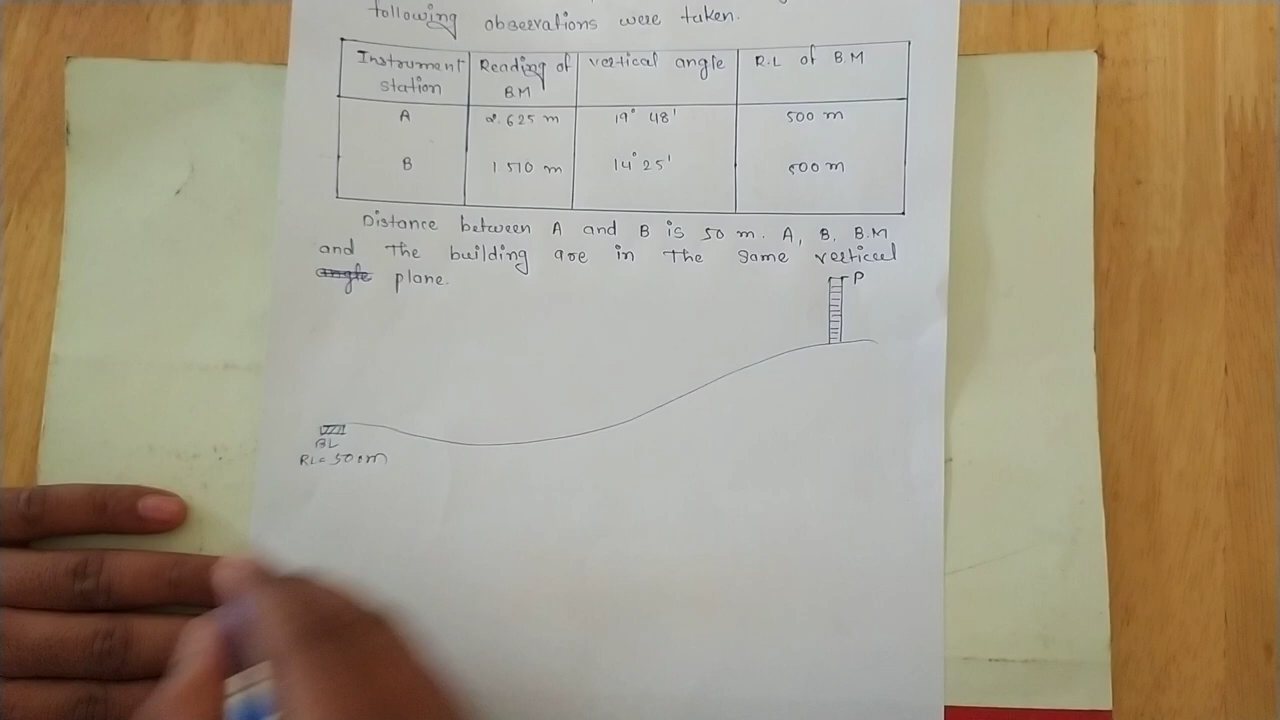 following observations were taken.
Instrument station Reading of B.M vertical angle R.L of B.M
A 2.625 m 19° 48' 500 m
B 1 510 m 14° 25' 500 m
Distance between A and B is 50 m. A, B, B.M
and the building are in the same vertical
angle plane.
P
BL
RL= 500m